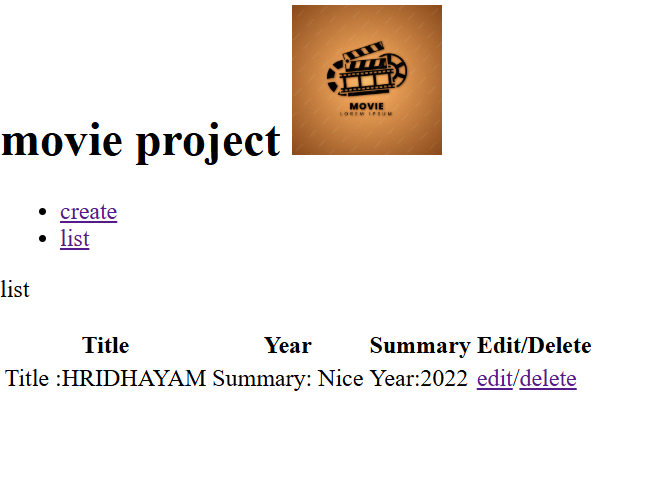 MOVIE
LOREM IPSUM
movie project
create
list
list
Title Year Summary Edit/Delete
Title :HRIDHAYAM Summary: Nice Year:2022 edit/delete